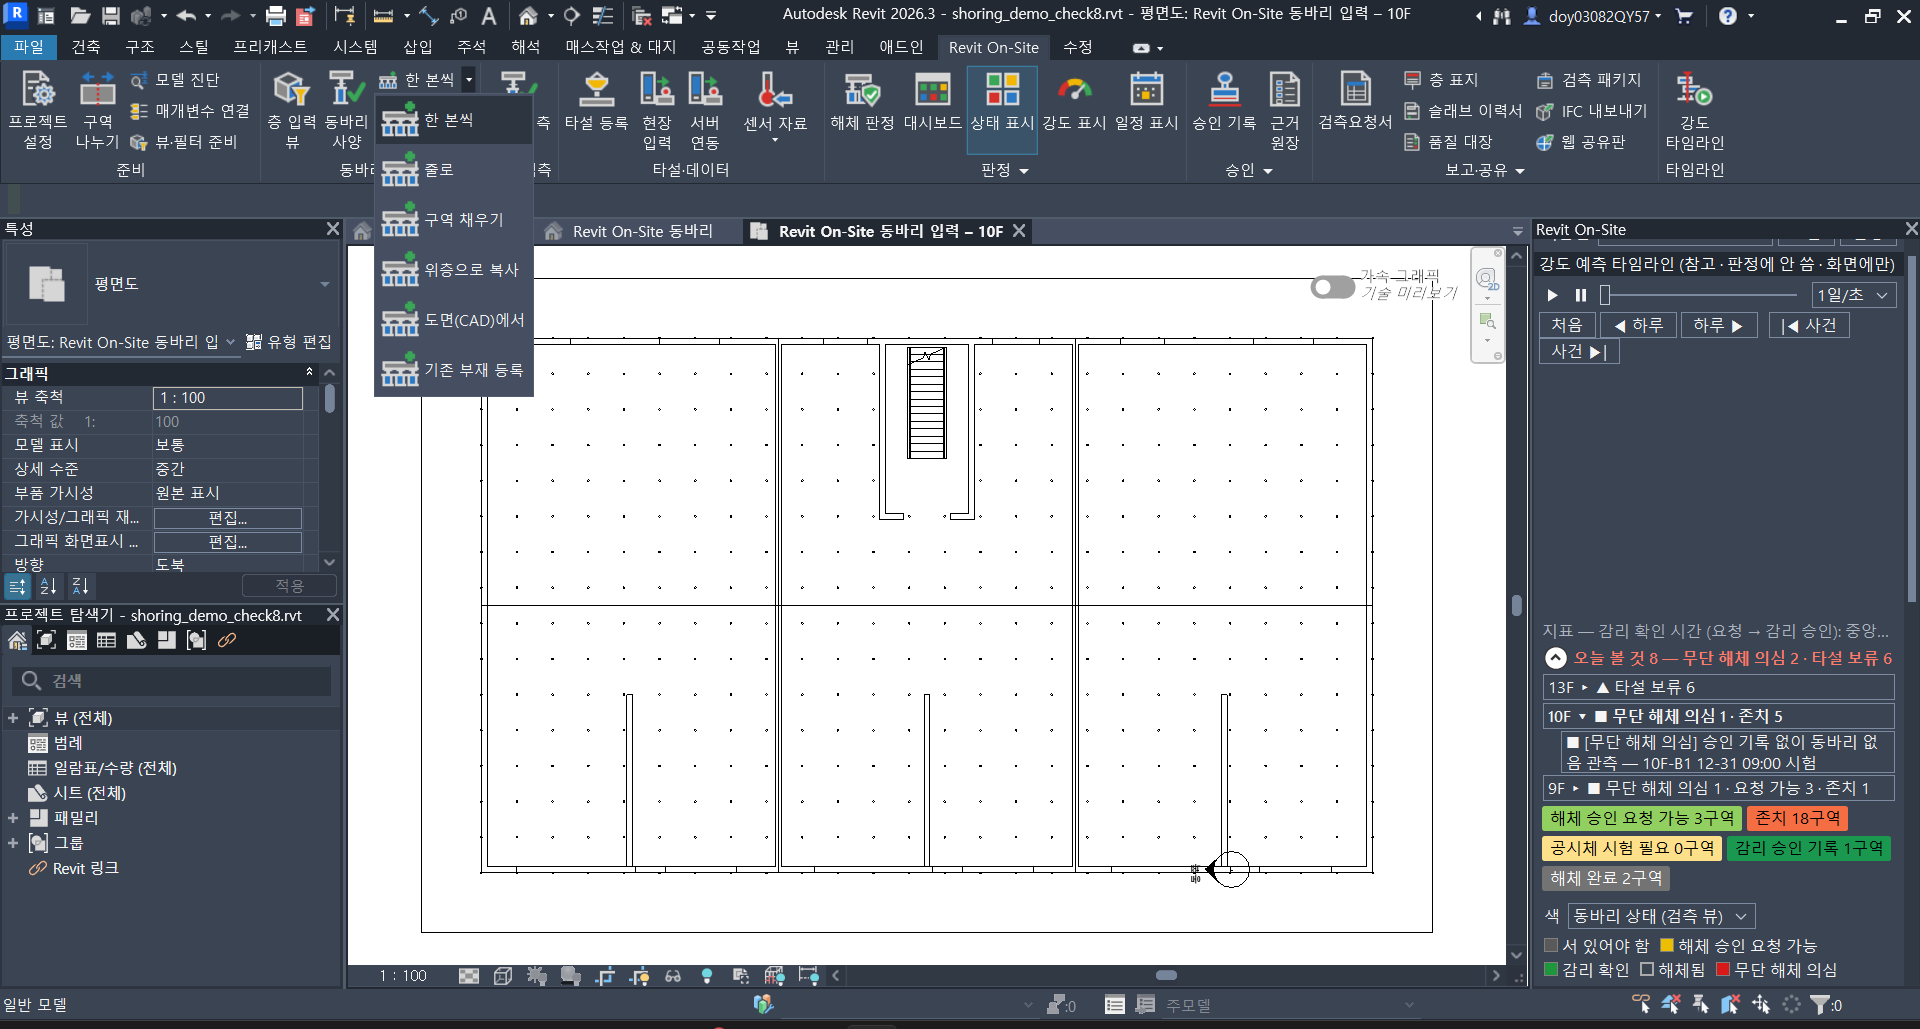 Autodesk Revit 2026.3 - shoring_demo_check8.rvt - 평면도: Revit On-Site 동바리 입력 – 10F
doy03082QY57
파일 건축 구조 스틸 프리캐스트 시스템 삽입 주석 해석 매스작업 & 대지 공동작업 뷰 관리 애드인 Revit On-Site 수정
프로젝트 설정
구역 나누기
모델 진단
매개변수 연결
뷰·필터 준비
준비
층 입력 뷰
동바리 사양
한 본씩
타설 등록
현장 입력
서버 연동
센서 자료
타설·데이터
해체 판정
대시보드
상태 표시
강도 표시
일정 표시
판정
승인 기록
근거 원장
승인
검측요청서
층 표지
슬래브 이력서
품질 대장
검측 패키지
IFC 내보내기
웹 공유판
보고·공유
강도 타임라인
타임라인
한 본씩
줄로
구역 채우기
위층으로 복사
도면(CAD)에서
기존 부재 등록
특성
평면도
평면도: Revit On-Site 동바리 입
유형 편집
그래픽
뷰 축척 1 : 100
축척 값 1: 100
모델 표시 보통
상세 수준 중간
부품 가시성 원본 표시
가시성/그래픽 재... 편집...
그래픽 화면표시 ... 편집...
방향 도북
적용
프로젝트 탐색기 - shoring_demo_check8.rvt
검색
뷰 (전체)
범례
일람표/수량 (전체)
시트 (전체)
패밀리
그룹
Revit 링크
Revit On-Site 동바리
Revit On-Site 동바리 입력 – 10F
가속 그래픽
기술 미리보기
2D
1 : 100
Revit On-Site
강도 예측 타임라인 (참고 · 판정에 안 씀 · 화면에만)
1일/초
처음
◀ 하루
하루 ▶
|◀ 사건
사건 ▶|
지표 — 감리 확인 시간 (요청 → 감리 승인): 중앙...
오늘 볼 것 8 — 무단 해체 의심 2 · 타설 보류 6
13F ▸ ▲ 타설 보류 6
10F ▾ ■ 무단 해체 의심 1 · 존치 5
■ [무단 해체 의심] 승인 기록 없이 동바리 없
음 관측 — 10F-B1 12-31 09:00 시험
9F ▸ ■ 무단 해체 의심 1 · 요청 가능 3 · 존치 1
해체 승인 요청 가능 3구역
존치 18구역
공시체 시험 필요 0구역
감리 승인 기록 1구역
해체 완료 2구역
색 동바리 상태 (검측 뷰)
서 있어야 함 해체 승인 요청 가능
감리 확인 해체됨 무단 해체 의심
일반 모델
:0
주모델
:0